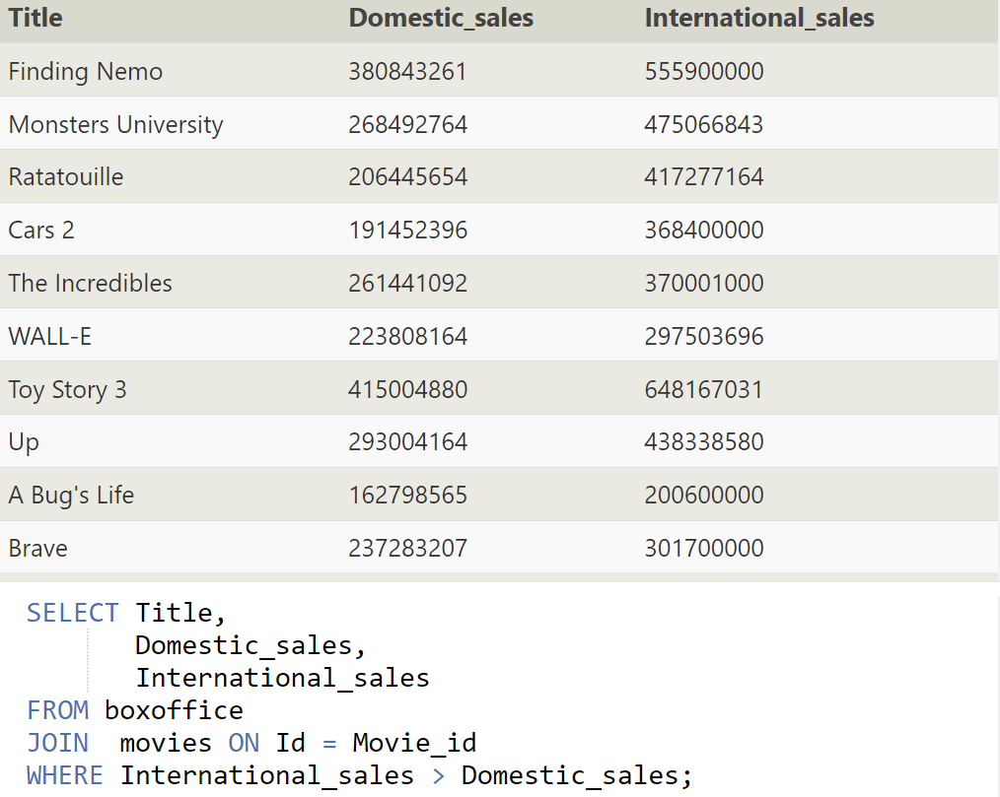 Title Domestic_sales International_sales
Finding Nemo 380843261 555900000
Monsters University 268492764 475066843
Ratatouille 206445654 417277164
Cars 2 191452396 368400000
The Incredibles 261441092 370001000
WALL-E 223808164 297503696
Toy Story 3 415004880 648167031
Up 293004164 438338580
A Bug's Life 162798565 200600000
Brave 237283207 301700000
SELECT Title,
Domestic_sales,
International_sales
FROM boxoffice
JOIN movies ON Id = Movie_id
WHERE International_sales > Domestic_sales;